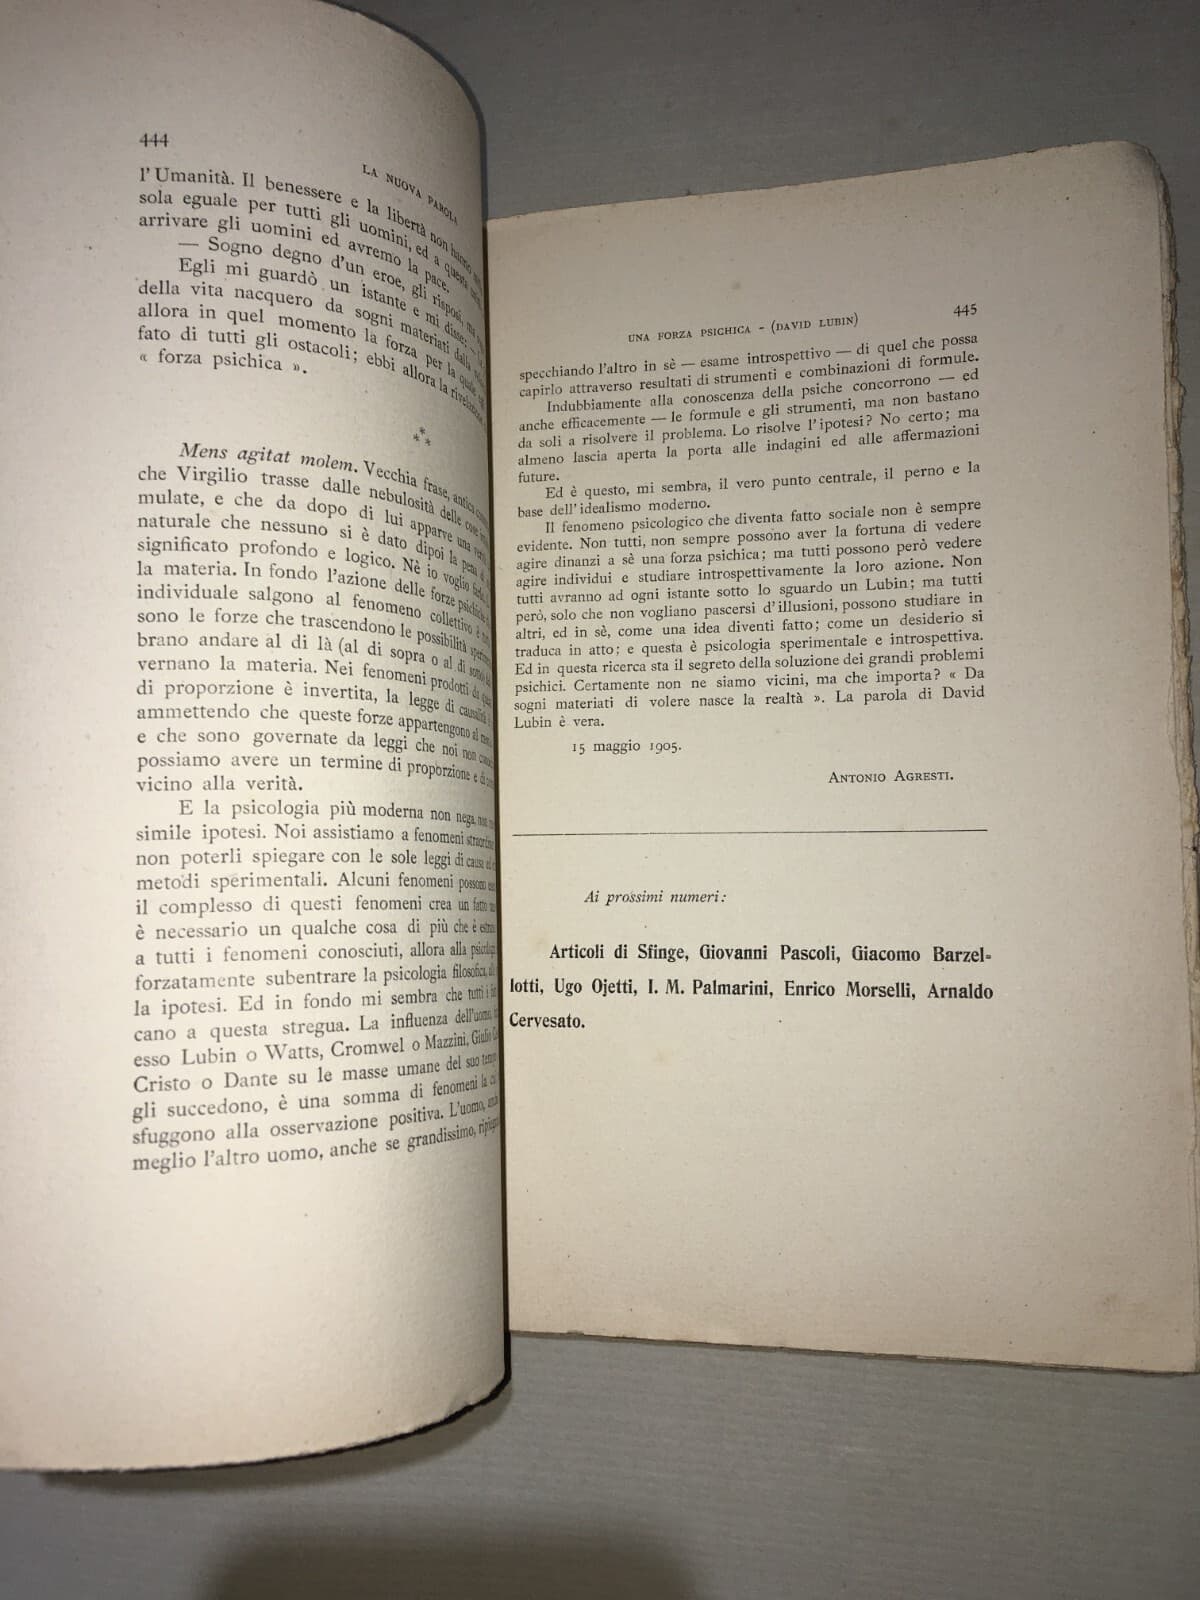 444
LA NUOVA PAROLA
l'Umanità. Il benessere e la libertà non hanno
sola eguale per tutti gli uomini, ed a questa
arrivare gli uomini ed avremo la pace.
— Sogno degno d'un eroe, gli risposi,
Egli mi guardò un istante e mi disse:
della vita nacquero da sogni materiati dalla
allora in quel momento la forza per la quale
fato di tutti gli ostacoli; ebbi allora la rivelazione
« forza psichica ».
***
Mens agitat molem. Vecchia frase, antica
che Virgilio trasse dalle nebulosità delle cose
mulate, e che da dopo di lui apparve una
naturale che nessuno si è dato dipoi la pena
significato profondo e logico. Nè io voglio
la materia. In fondo l'azione delle forze psichiche
individuale salgono al fenomeno collettivo è
sono le forze che trascendono le possibilità
brano andare al di là (al di sopra o al di
vernano la materia. Nei fenomeni prodotti da
di proporzione è invertita, la legge di causalità
ammettendo che queste forze appartengono al
e che sono governate da leggi che noi non
possiamo avere un termine di proporzione e di
vicino alla verità.
E la psicologia più moderna non nega, non
simile ipotesi. Noi assistiamo a fenomeni
non poterli spiegare con le sole leggi di causa
metodi sperimentali. Alcuni fenomeni possono
il complesso di questi fenomeni crea un fatto
è necessario un qualche cosa di più che è
a tutti i fenomeni conosciuti, allora alla
forzatamente subentrare la psicologia filosofica,
la ipotesi. Ed in fondo mi sembra che tutti i
cano a questa stregua. La influenza dell'uomo,
esso Lubin o Watts, Cromwel o Mazzini, Giulio
Cristo o Dante su le masse umane del suo tempo
gli succedono, è una somma di fenomeni la
sfuggono alla osservazione positiva. L'uomo,
meglio l'altro uomo, anche se grandissimo,
UNA FORZA PSICHICA - (DAVID LUBIN)
445
specchiando l'altro in sè — esame introspettivo — di quel che possa
capirlo attraverso resultati di strumenti e combinazioni di formule.
Indubbiamente alla conoscenza della psiche concorrono — ed
anche efficacemente — le formule e gli strumenti, ma non bastano
da soli a risolvere il problema. Lo risolve l'ipotesi? No certo; ma
almeno lascia aperta la porta alle indagini ed alle affermazioni
future.
Ed è questo, mi sembra, il vero punto centrale, il perno e la
base dell'idealismo moderno.
Il fenomeno psicologico che diventa fatto sociale non è sempre
evidente. Non tutti, non sempre possono aver la fortuna di vedere
agire dinanzi a sè una forza psichica; ma tutti possono però vedere
agire individui e studiare introspettivamente la loro azione. Non
tutti avranno ad ogni istante sotto lo sguardo un Lubin; ma tutti
però, solo che non vogliano pascersi d'illusioni, possono studiare in
altri, ed in sè, come una idea diventi fatto; come un desiderio si
traduca in atto; e questa è psicologia sperimentale e introspettiva.
Ed in questa ricerca sta il segreto della soluzione dei grandi problemi
psichici. Certamente non ne siamo vicini, ma che importa? « Da
sogni materiati di volere nasce la realtà ». La parola di David
Lubin è vera.
15 maggio 1905.
ANTONIO AGRESTI.
Ai prossimi numeri:
Articoli di Sfinge, Giovanni Pascoli, Giacomo Barzel-
lotti, Ugo Ojetti, I. M. Palmarini, Enrico Morselli, Arnaldo
Cervesato.